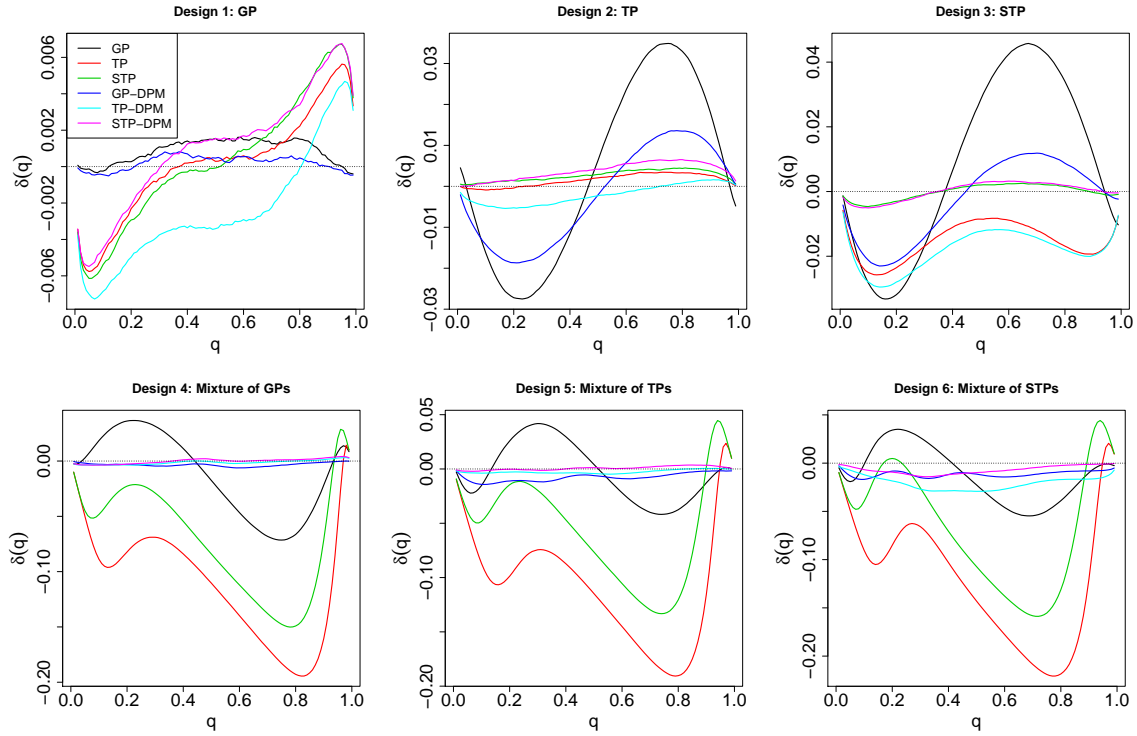 Design 1: GP
δ(q)
−0.006 −0.002 0.002 0.006
GP
TP
STP
GP−DPM
TP−DPM
STP−DPM
0.0 0.2 0.4 0.6 0.8 1.0
q
Design 2: TP
δ(q)
−0.03 −0.01 0.01 0.03
0.0 0.2 0.4 0.6 0.8 1.0
q
Design 3: STP
δ(q)
−0.02 0.00 0.02 0.04
0.0 0.2 0.4 0.6 0.8 1.0
q
Design 4: Mixture of GPs
δ(q)
−0.20 −0.10 0.00
0.0 0.2 0.4 0.6 0.8 1.0
q
Design 5: Mixture of TPs
δ(q)
−0.20 −0.10 0.00 0.05
0.0 0.2 0.4 0.6 0.8 1.0
q
Design 6: Mixture of STPs
δ(q)
−0.20 −0.10 0.00
0.0 0.2 0.4 0.6 0.8 1.0
q